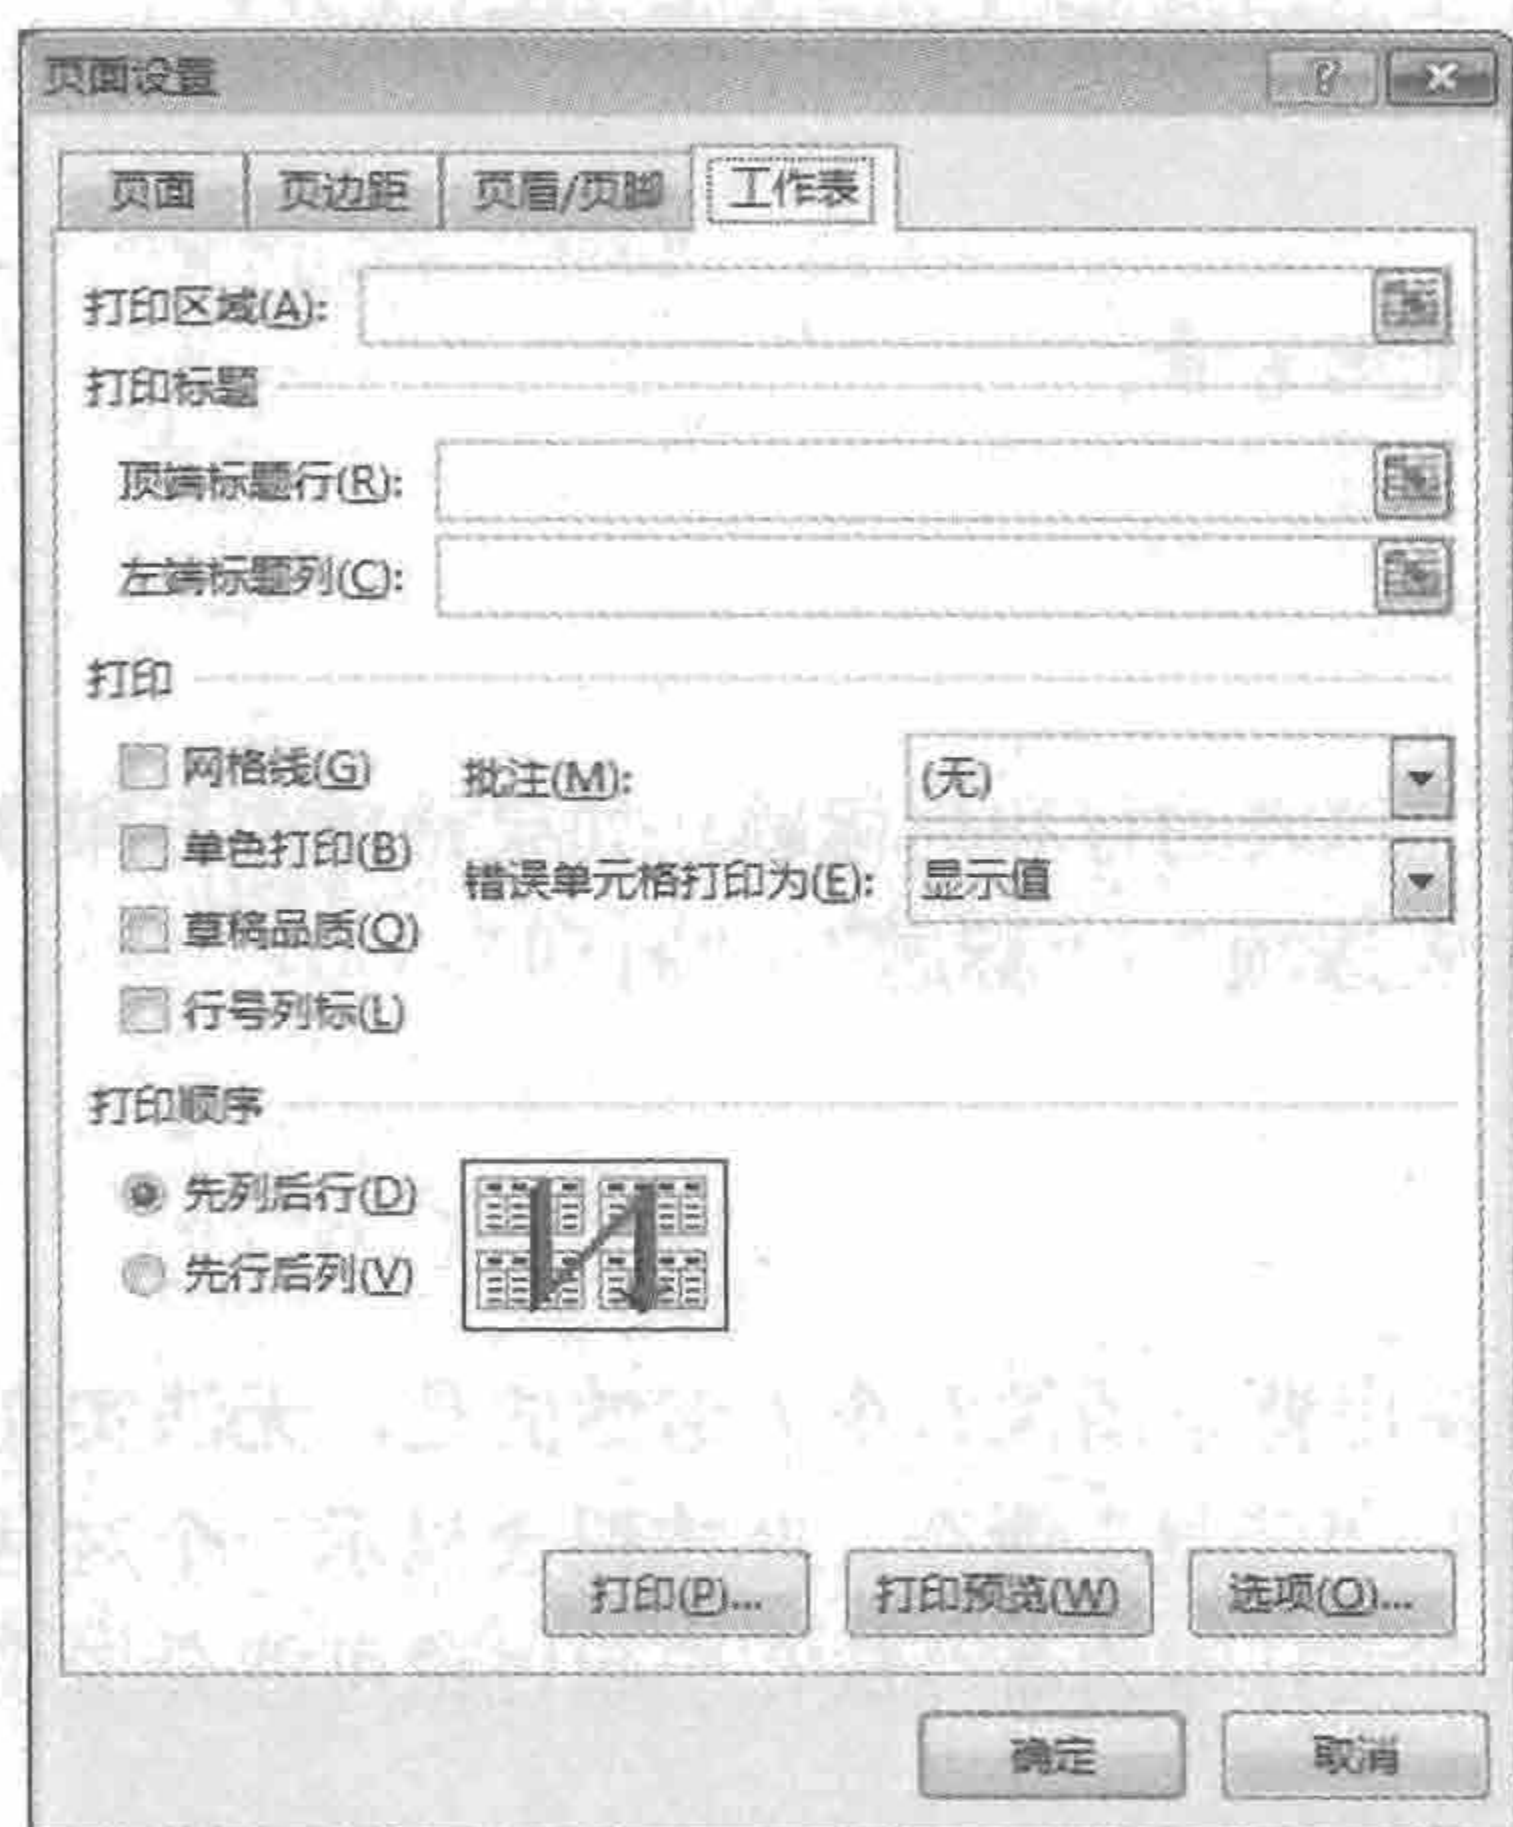 页面设置
页面 页边距 页眉/页脚 工作表
打印区域(A):
打印标题
顶端标题行(R):
左端标题列(C):
打印
网格线(G) 批注(M): (无)
单色打印(B) 错误单元格打印为(E): 显示值
草稿品质(Q)
行号列标(L)
打印顺序
先列后行(D)
先行后列(V)
打印(P)... 打印预览(W) 选项(O)...
确定 取消